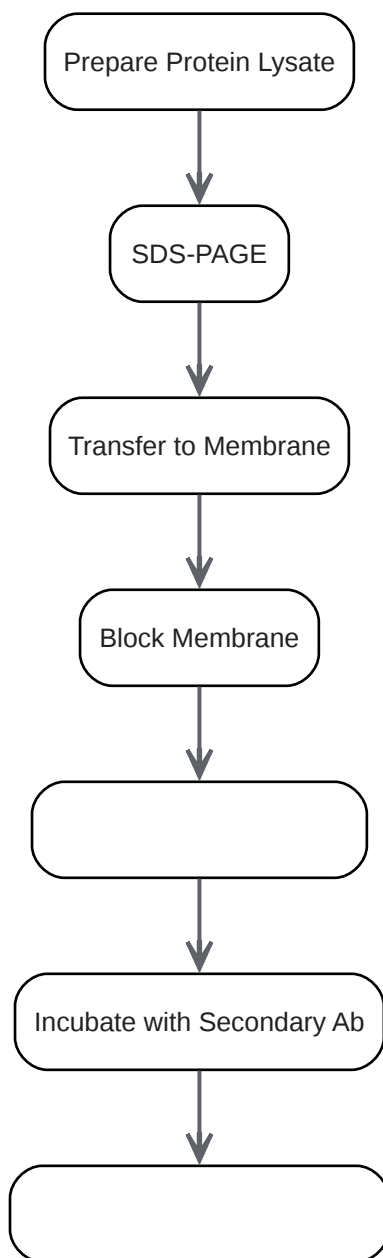 Prepare Protein Lysate
SDS-PAGE
Transfer to Membrane
Block Membrane
Incubate with Secondary Ab